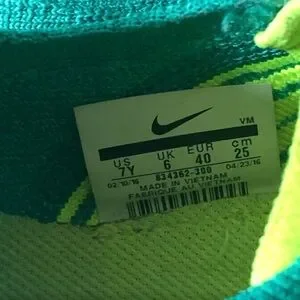 VM
US UK EUR cm
7Y 6 40 25
02/10/16 834362-300 04/23/16
MADE IN VIETNAM
FABRIQUE AU VIETNAM